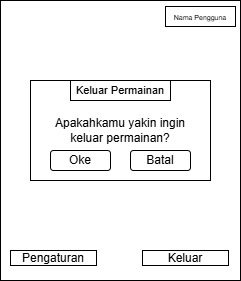 Nama Pengguna
Keluar Permainan
Apakahkamu yakin ingin
keluar permainan?
Oke Batal
Pengaturan Keluar